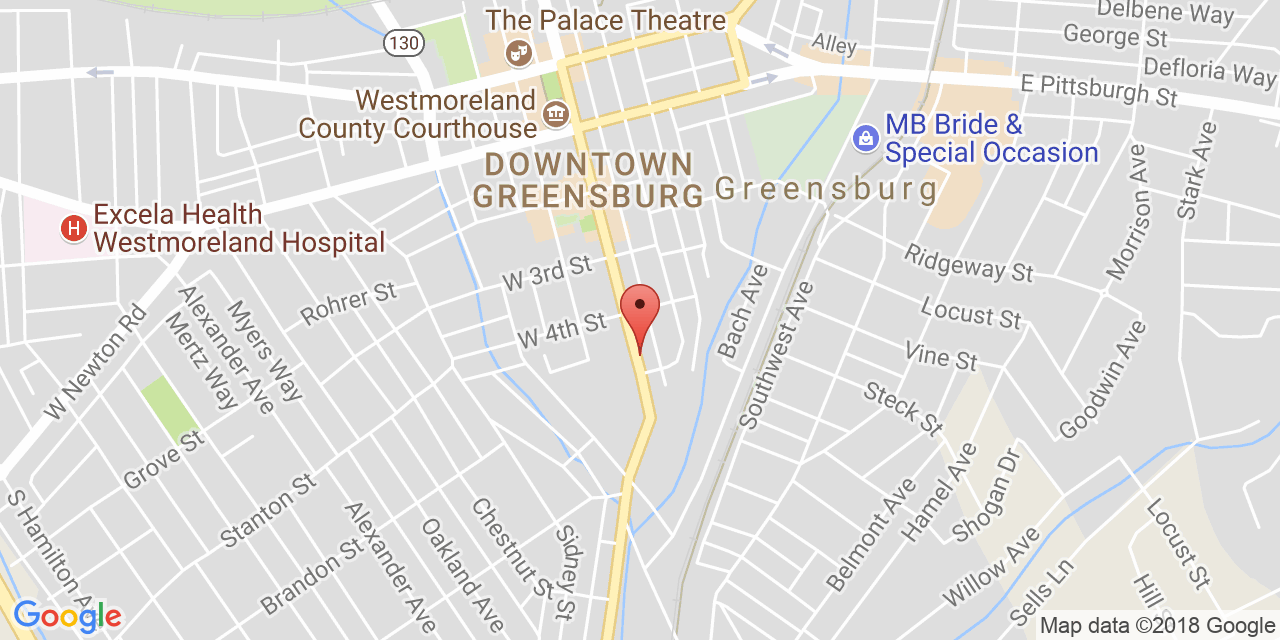 The Palace Theatre
130
Alley
Delbene Way
George St
Defloria Way
E Pittsburgh St
Westmoreland
County Courthouse
MB Bride &
Special Occasion
DOWNTOWN
GREENSBURG
Greensburg
Morrison Ave
Stark Ave
H
Excela Health
Westmoreland Hospital
W 3rd St
Rohrer St
W 4th St
Bach Ave
Southwest Ave
Ridgeway St
Locust St
Vine St
Steck St
Goodwin Ave
W Newton Rd
Alexander Ave
Mertz Way
Myers Way
Grove St
Stanton St
Brandon St
S Hamilton
Alexander Ave
Oakland Ave
Chestnut St
Sidney St
Belmont Ave
Hamel Ave
Shogan Dr
Willow Ave
Sells Ln
Locust St
Hill
Google
Map data ©2018 Google